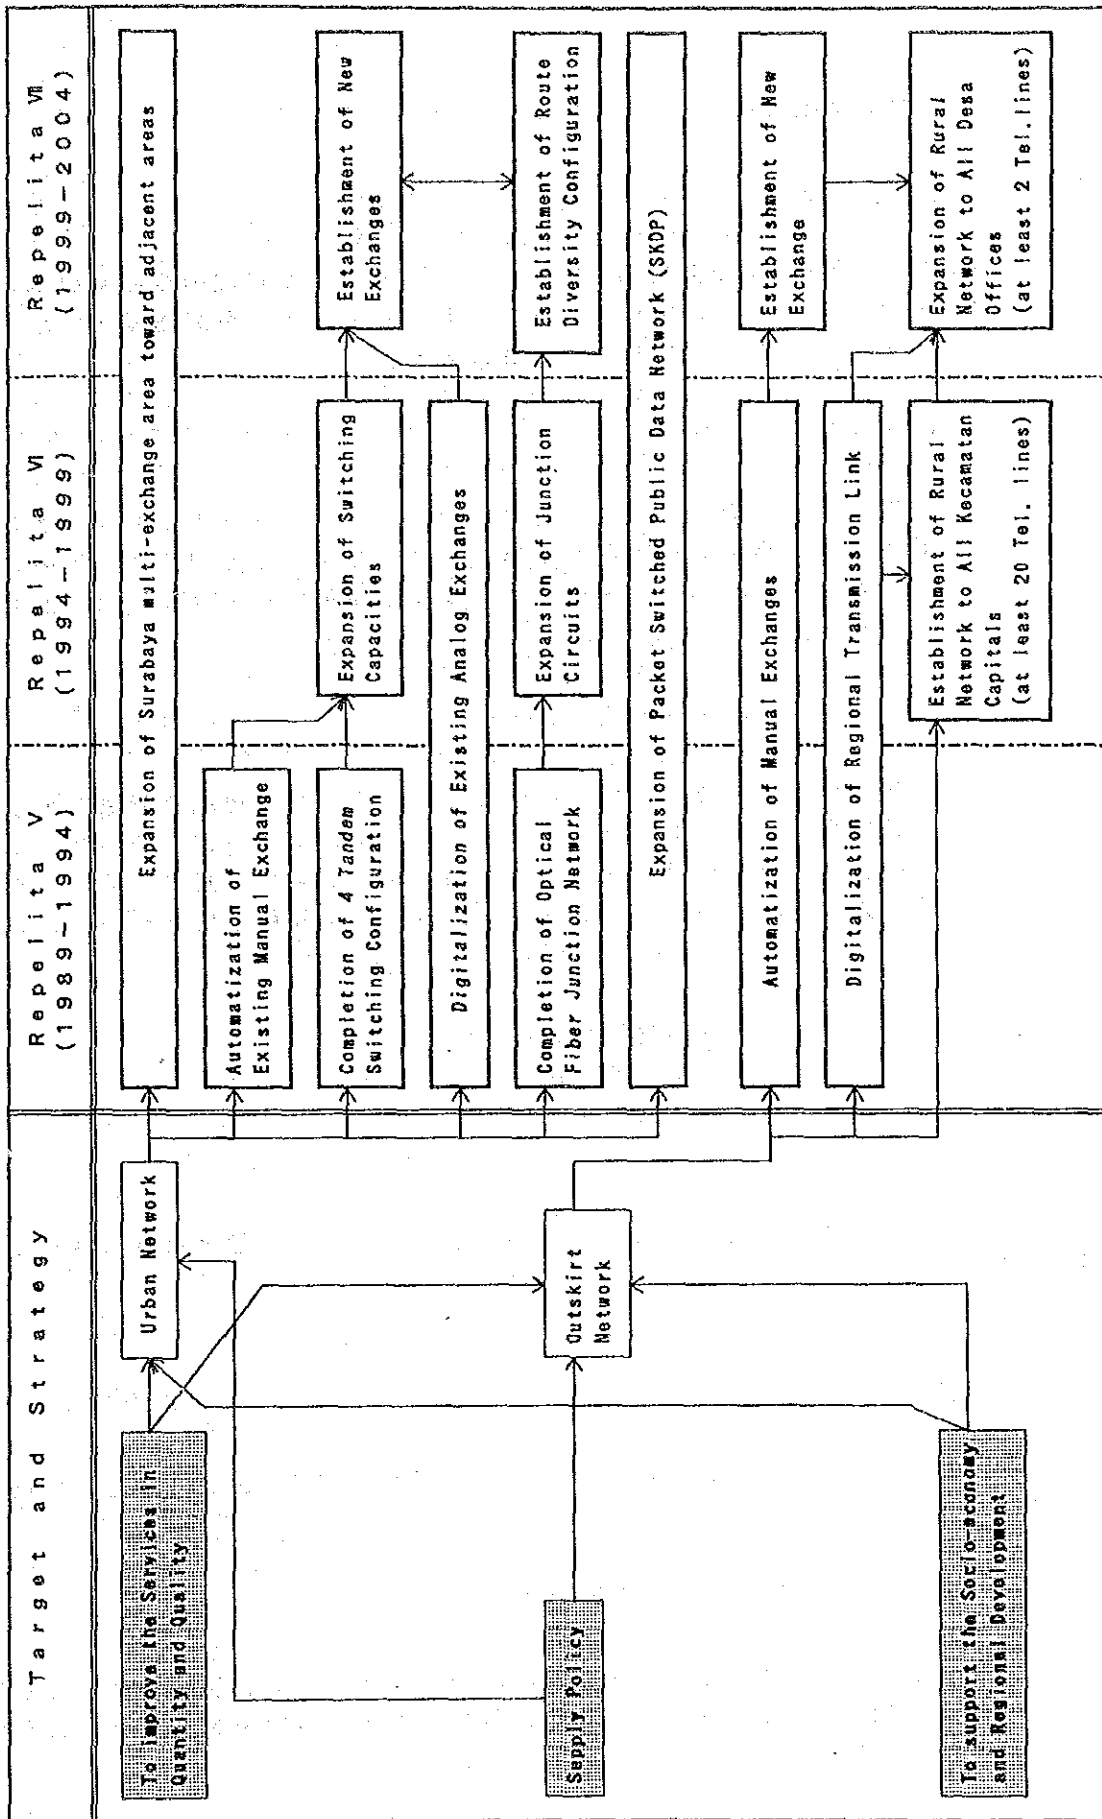 Target and Strategy
Repelita V
(1989-1994)
Repelita VI
(1994-1999)
Repelita VII
(1999-2004)
To improve the Services in
Quantity and Quality
Urban Network
Expansion of Surabaya multi-exchange area toward adjacent areas
Automatization of
Existing Manual Exchange
Completion of 4 Tandem
Switching Configuration
Expansion of Switching
Capacities
Establishment of New
Exchanges
Digitalization of Existing Analog Exchanges
Supply Policy
Outskirt
Network
Completion of Optical
Fiber Junction Network
Expansion of Junction
Circuits
Establishment of Route
Diversity Configuration
Expansion of Packet Switched Public Data Network (SKDP)
Automatization of Manual Exchanges
Establishment of New
Exchange
Digitalization of Regional Transmission Link
To support the Socio-economy
and Regional Development
Establishment of Rural
Network to All Kecamatan
Capitals
(at least 20 Tel. lines)
Expansion of Rural
Network to All Desa
Offices
(at least 2 Tel.lines)